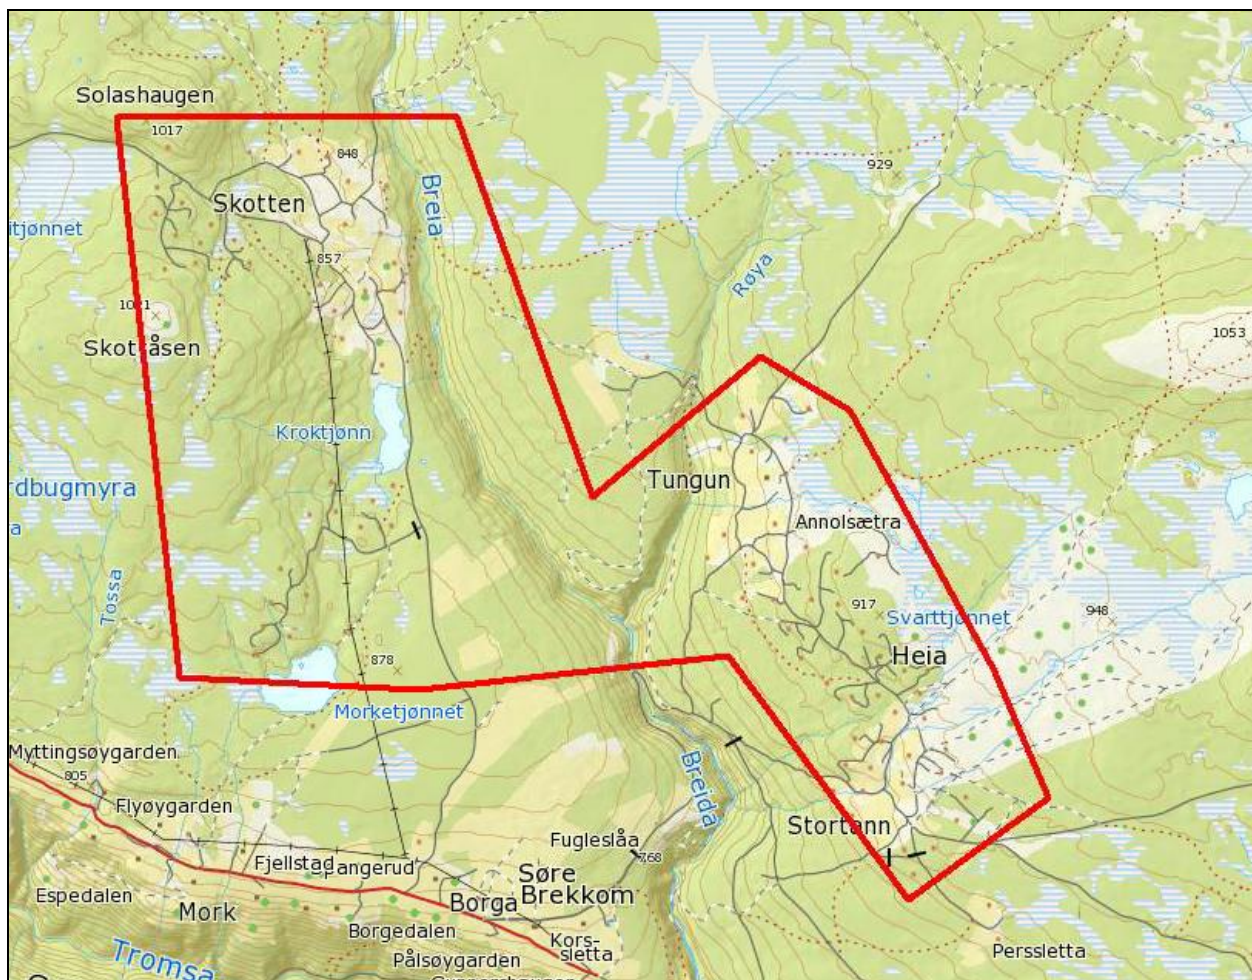 Solashaugen
1017
848
929
Breia
Skotten
itjønnet
857
Røya
1053
Skotåsen
Kroktjønn
Tungun
rdbugmyra
a
Annolsætra
Tossa
917
948
Svarttjønnet
Heia
878
Morketjønnet
Myttingsøygarden
805
Breida
Flyøygarden
Stortann
Fugleslåa
768
Fjellstad
Søre
Brekkom
Espedalen
Mork
Borga
Borgedalen
Kors-
sletta
Perssletta
Tromsa
Pålsøygarden